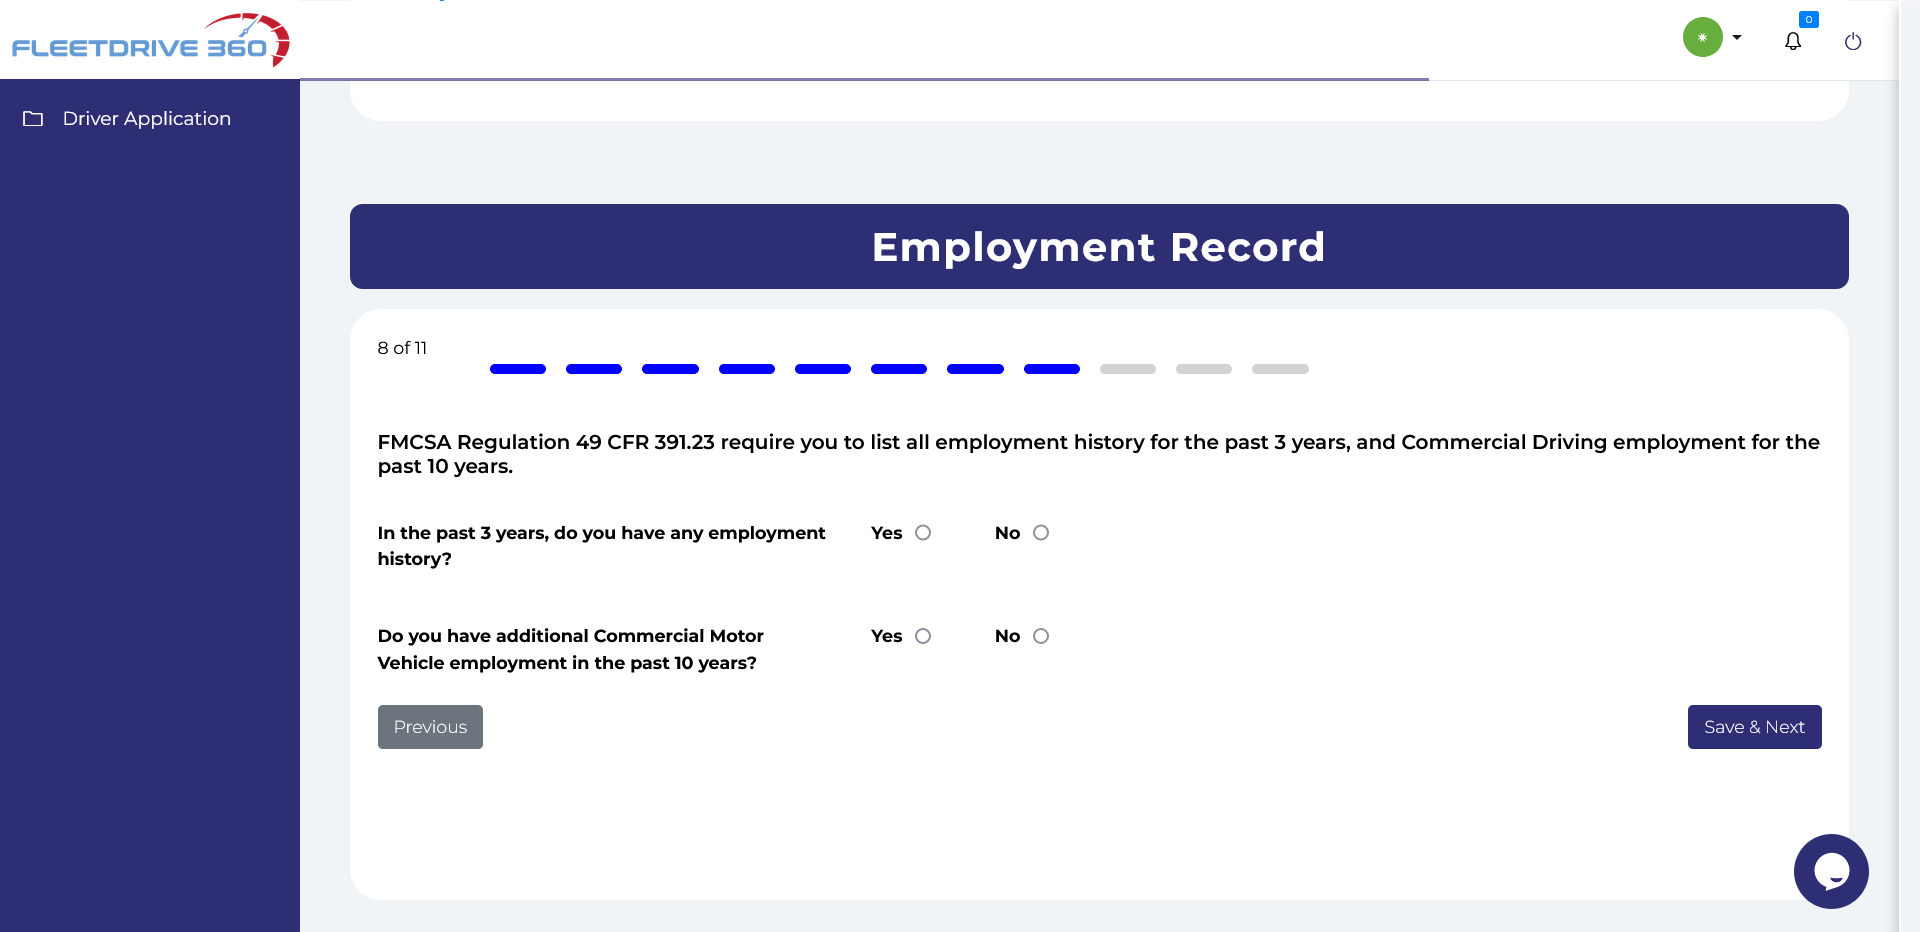 FLEETDRIVE 360
0
Driver Application
Employment Record
8 of 11
FMCSA Regulation 49 CFR 391.23 require you to list all employment history for the past 3 years, and Commercial Driving employment for the
past 10 years.
In the past 3 years, do you have any employment
history?
Yes
No
Do you have additional Commercial Motor
Vehicle employment in the past 10 years?
Yes
No
Previous
Save & Next